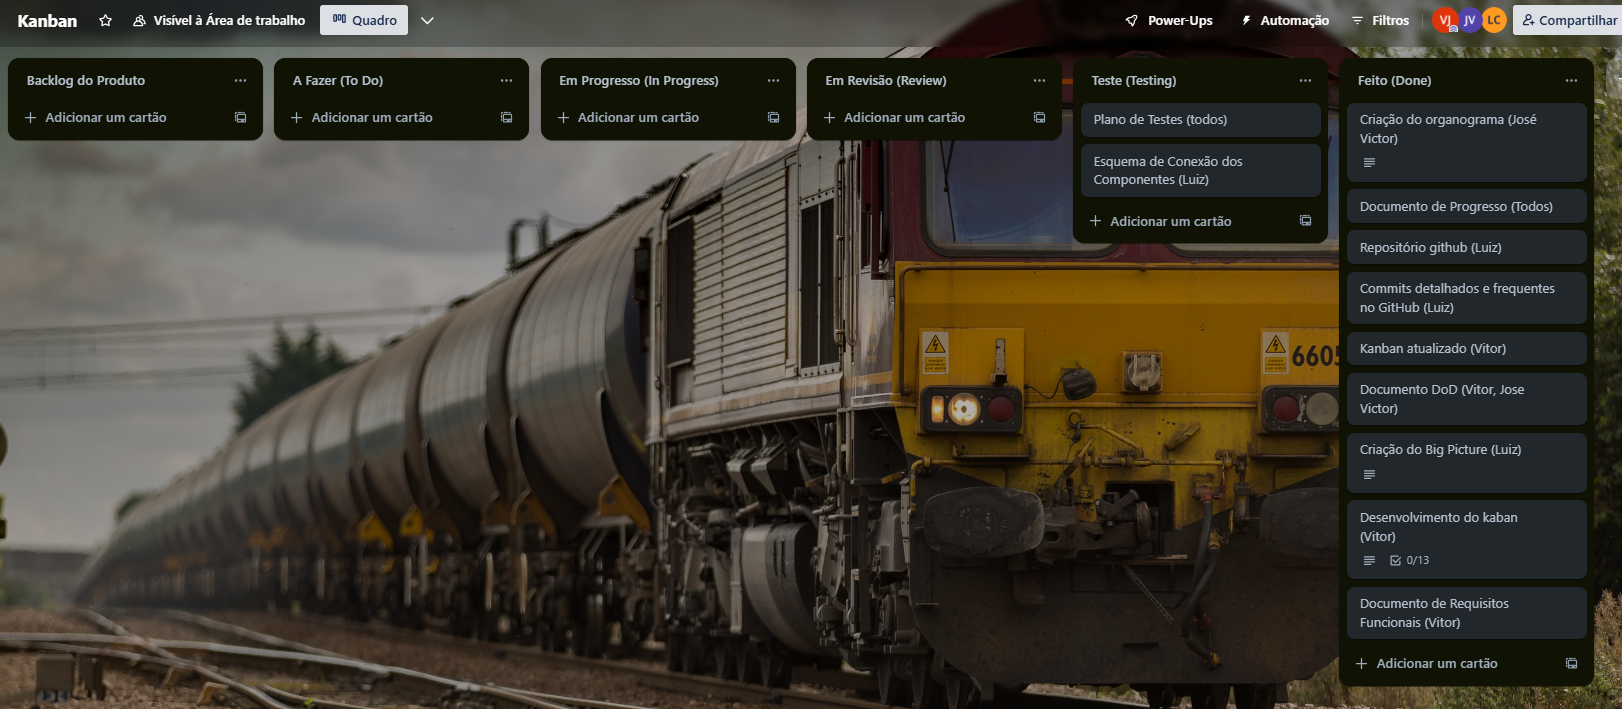 Kanban
Visível à Área de trabalho
Quadro
Power-Ups
Automação
Filtros
VJ
JV
LC
Compartilhar
Backlog do Produto
Adicionar um cartão
A Fazer (To Do)
Adicionar um cartão
Em Progresso (In Progress)
Adicionar um cartão
Em Revisão (Review)
Adicionar um cartão
Teste (Testing)
Plano de Testes (todos)
Esquema de Conexão dos
Componentes (Luiz)
Adicionar um cartão
Feito (Done)
Criação do organograma (José
Victor)
Documento de Progresso (Todos)
Repositório github (Luiz)
Commits detalhados e frequentes
no GitHub (Luiz)
Kanban atualizado (Vitor)
Documento DoD (Vitor, Jose
Victor)
Criação do Big Picture (Luiz)
Desenvolvimento do kaban
(Vitor)
0/13
Documento de Requisitos
Funcionais (Vitor)
Adicionar um cartão
6605